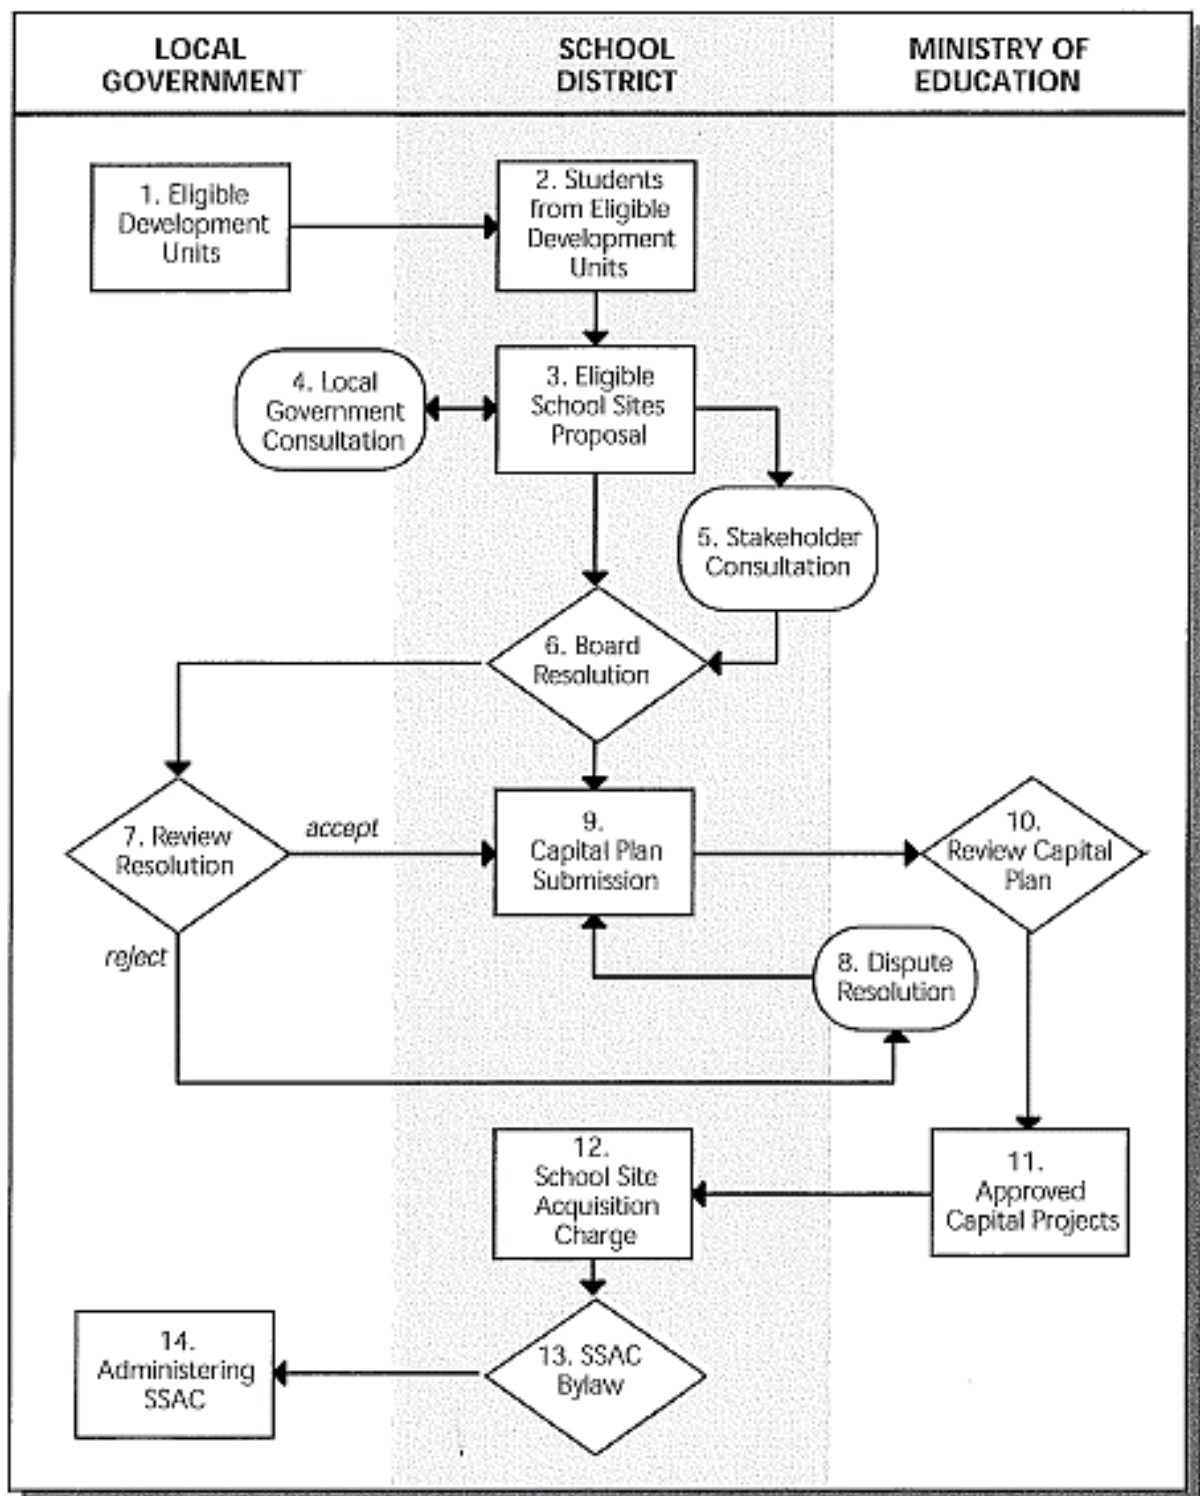 LOCAL
GOVERNMENT
SCHOOL
DISTRICT
MINISTRY OF
EDUCATION
1. Eligible
Development
Units
2. Students
from Eligible
Development
Units
3. Eligible
School Sites
Proposal
4. Local
Government
Consultation
5. Stakeholder
Consultation
6. Board
Resolution
7. Review
Resolution
accept
reject
9.
Capital Plan
Submission
10.
Review Capital
Plan
8. Dispute
Resolution
11.
Approved
Capital Projects
12.
School Site
Acquisition
Charge
13. SSAC
Bylaw
14.
Administering
SSAC